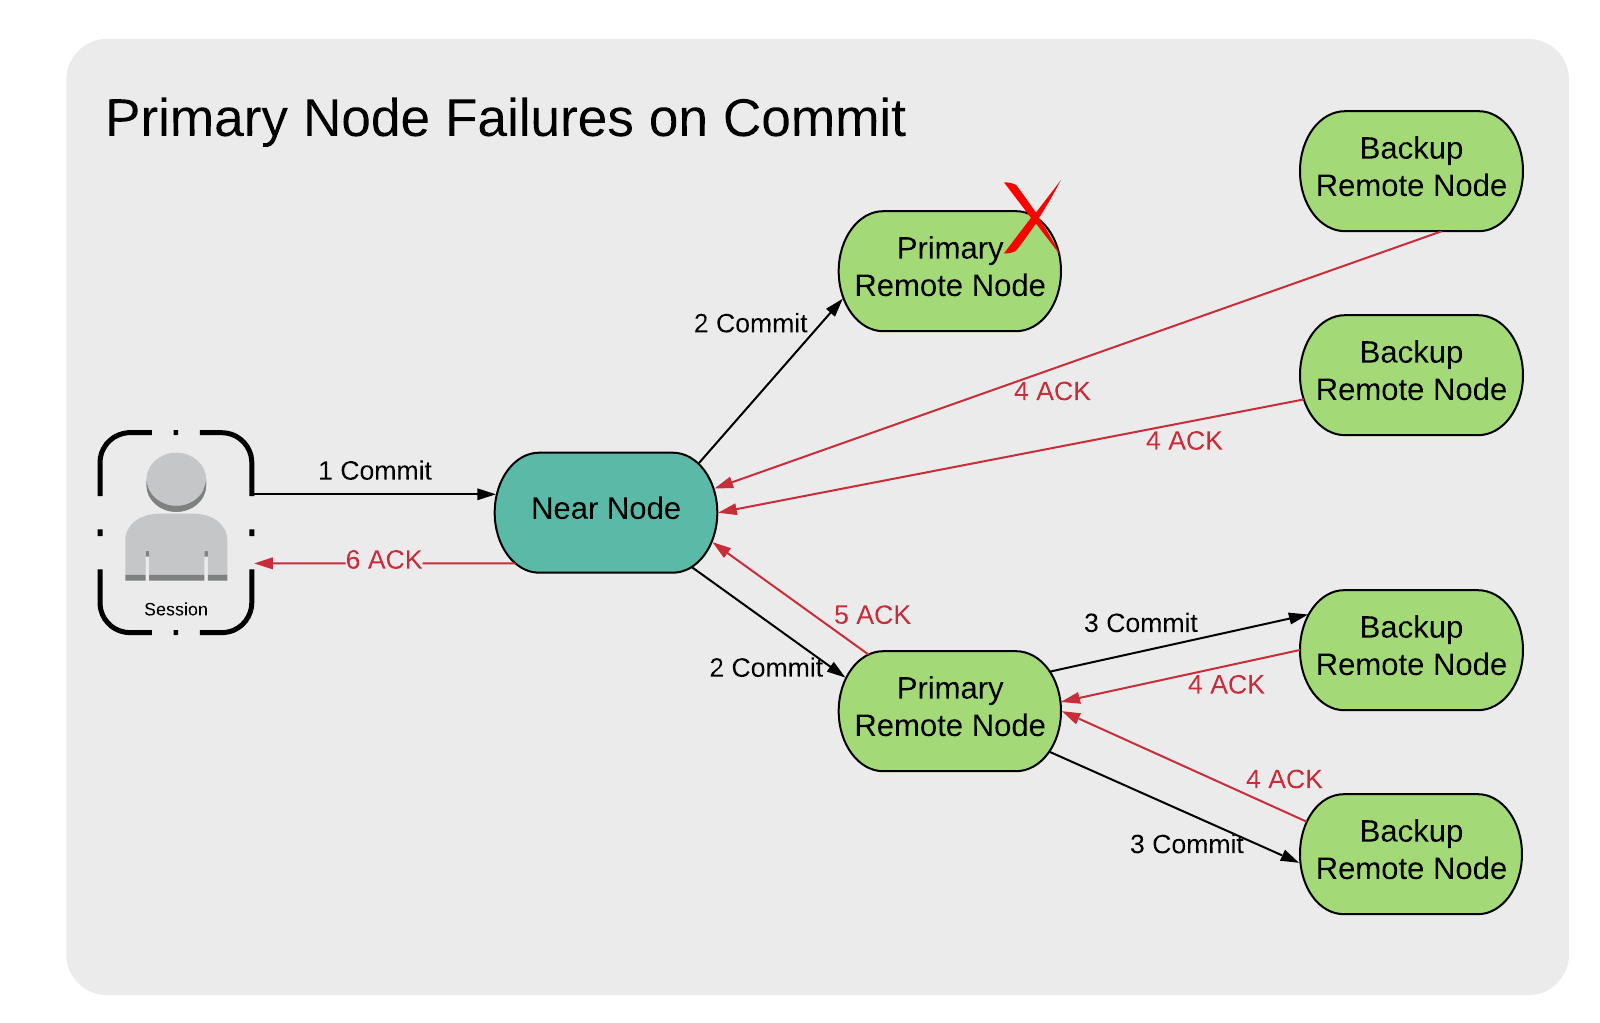 Primary Node Failures on Commit
Backup
Remote Node
Primary
Remote Node
2 Commit
Backup
Remote Node
4 ACK
4 ACK
1 Commit
Near Node
6 ACK
Session
5 ACK
3 Commit
Backup
Remote Node
2 Commit
4 ACK
Primary
Remote Node
4 ACK
3 Commit
Backup
Remote Node